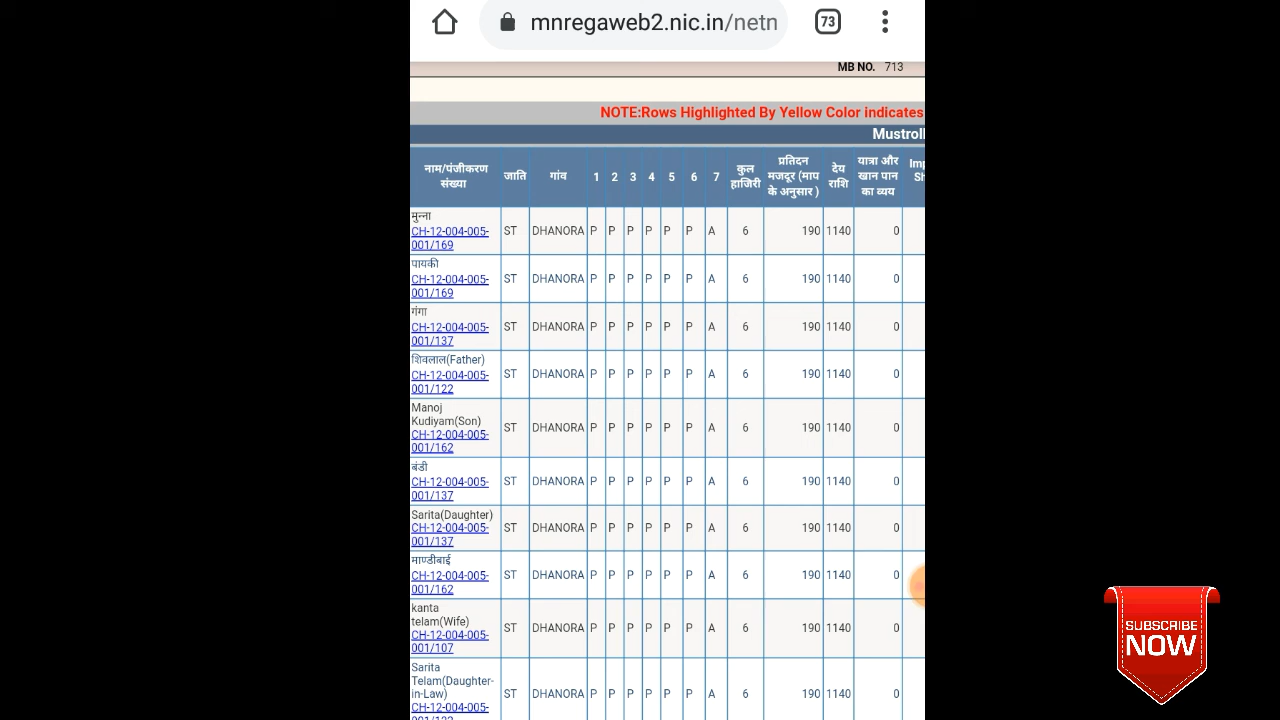 mnregaweb2.nic.in/netn
73
MB NO. 713
NOTE:Rows Highlighted By Yellow Color indicates
Mustroll
नाम/पंजीकरण संख्या जाति गांव 1 2 3 4 5 6 7 कुल हाजिरी प्रतिदन मजदूर (माप के अनुसार ) देय राशि यात्रा और खान पान का व्यय
मुन्ना
CH-12-004-005-
001/169 ST DHANORA P P P P P P A 6 190 1140 0
पायकी
CH-12-004-005-
001/169 ST DHANORA P P P P P P A 6 190 1140 0
गंगा
CH-12-004-005-
001/137 ST DHANORA P P P P P P A 6 190 1140 0
शिवलाल(Father)
CH-12-004-005-
001/122 ST DHANORA P P P P P P A 6 190 1140 0
Manoj
Kudiyam(Son)
CH-12-004-005-
001/162 ST DHANORA P P P P P P A 6 190 1140 0
बंडी
CH-12-004-005-
001/137 ST DHANORA P P P P P P A 6 190 1140 0
Sarita(Daughter)
CH-12-004-005-
001/137 ST DHANORA P P P P P P A 6 190 1140 0
माण्डीबाई
CH-12-004-005-
001/162 ST DHANORA P P P P P P A 6 190 1140 0
kanta
telam(Wife)
CH-12-004-005-
001/107 ST DHANORA P P P P P P A 6 190 1140 0
Sarita
Telam(Daughter-
in-Law)
CH-12-004-005- ST DHANORA P P P P P P A 6 190 1140 0
SUBSCRIBE
NOW